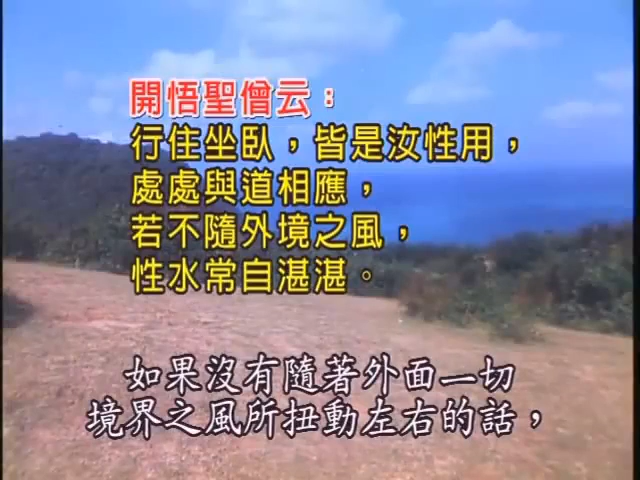 開悟聖僧云：
行住坐臥，皆是汝性用，
處處與道相應，
若不隨外境之風，
性水常自湛湛。
如果沒有隨著外面一切
境界之風所扭動左右的話，